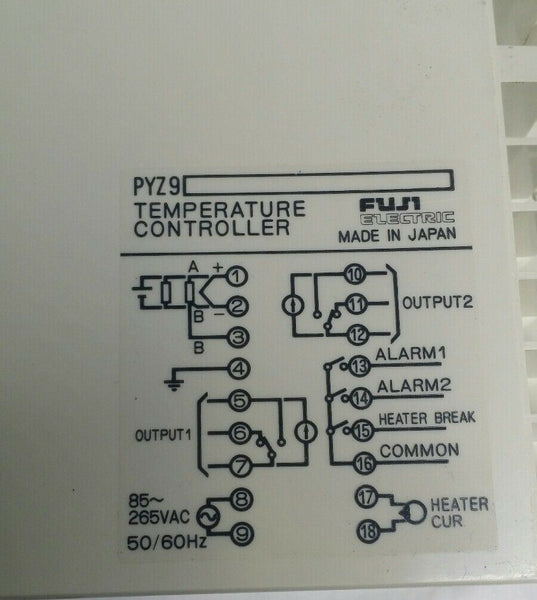 PYZ9
TEMPERATURE
CONTROLLER
FUJI
ELECTRIC
MADE IN JAPAN
A + 1
B − 2
B 3
4
OUTPUT1
5
6
7
85~
265VAC
50/60Hz
8
9
10
11
12
OUTPUT2
13 ALARM1
14 ALARM2
15 HEATER BREAK
16 COMMON
17
18
HEATER
CUR